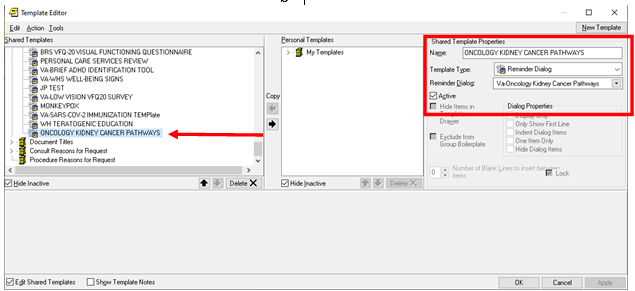 Template Editor
Edit Action Tools
New Template
Shared Templates
BRS VFQ-20 VISUAL FUNCTIONING QUESTIONNAIRE
PERSONAL CARE SERVICES REVIEW
VA-BRIEF ADHD IDENTIFICATION TOOL
VA-WHS WELL-BEING SIGNS
JP TEST
VA-LOW VISION VFQ20 SURVEY
MONKEYPOX
VA-SARS-COV-2 IMMUNIZATION TEMPlate
WH TERATOGENIC EDUCATION
ONCOLOGY KIDNEY CANCER PATHWAYS
Document Titles
Consult Reasons for Request
Procedure Reasons for Request
Hide Inactive
Delete
Copy
Personal Templates
My Templates
Hide Inactive
Delete
Shared Template Properties
Name: ONCOLOGY KIDNEY CANCER PATHWAYS
Template Type: Reminder Dialog
Reminder Dialog: Va-Oncology Kidney Cancer Pathways
Active
Hide Items in
Templates
Drawer
Exclude from
Group Boilerplate
Dialog Properties
Display Only
Only Show First Line
Indent Dialog Items
One Item Only
Hide Dialog Items
0 Number of Blank Lines to insert between
items
Lock
Edit Shared Templates
Show Template Notes
OK
Cancel
Apply